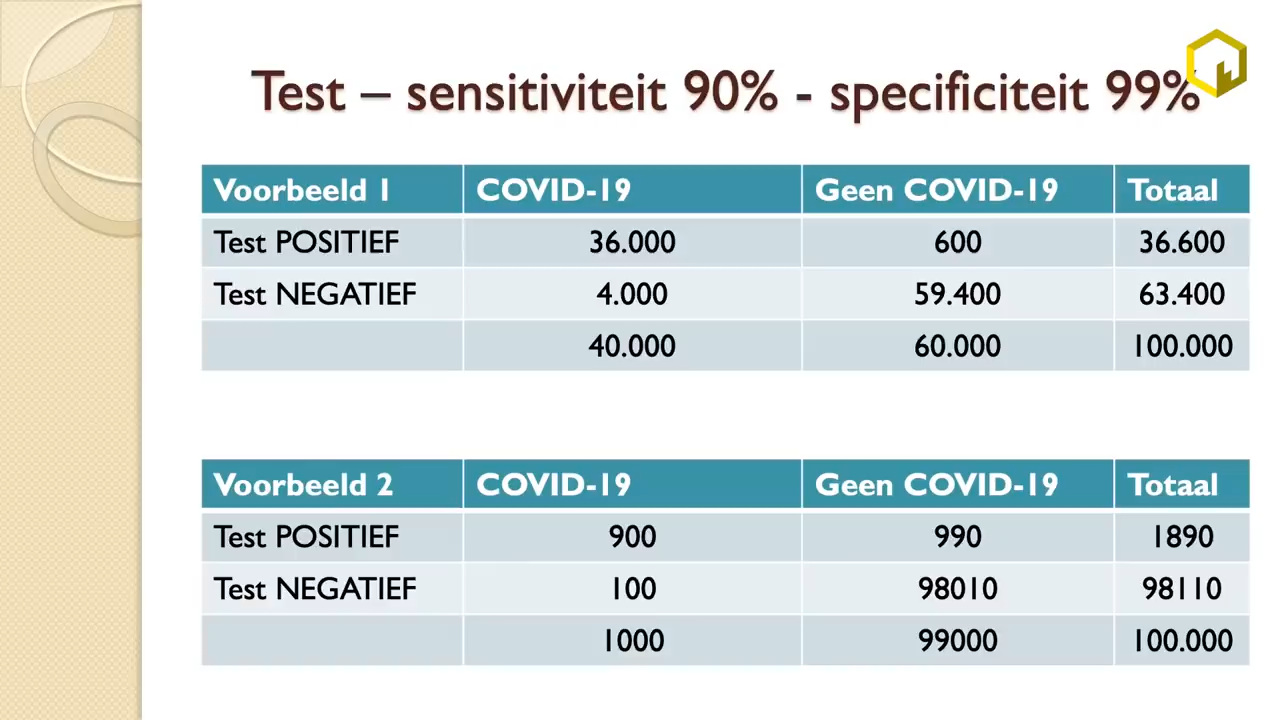 Test – sensitiviteit 90% - specificiteit 99%
Voorbeeld 1 COVID-19 Geen COVID-19 Totaal
Test POSITIEF 36.000 600 36.600
Test NEGATIEF 4.000 59.400 63.400
40.000 60.000 100.000
Voorbeeld 2 COVID-19 Geen COVID-19 Totaal
Test POSITIEF 900 990 1890
Test NEGATIEF 100 98010 98110
1000 99000 100.000